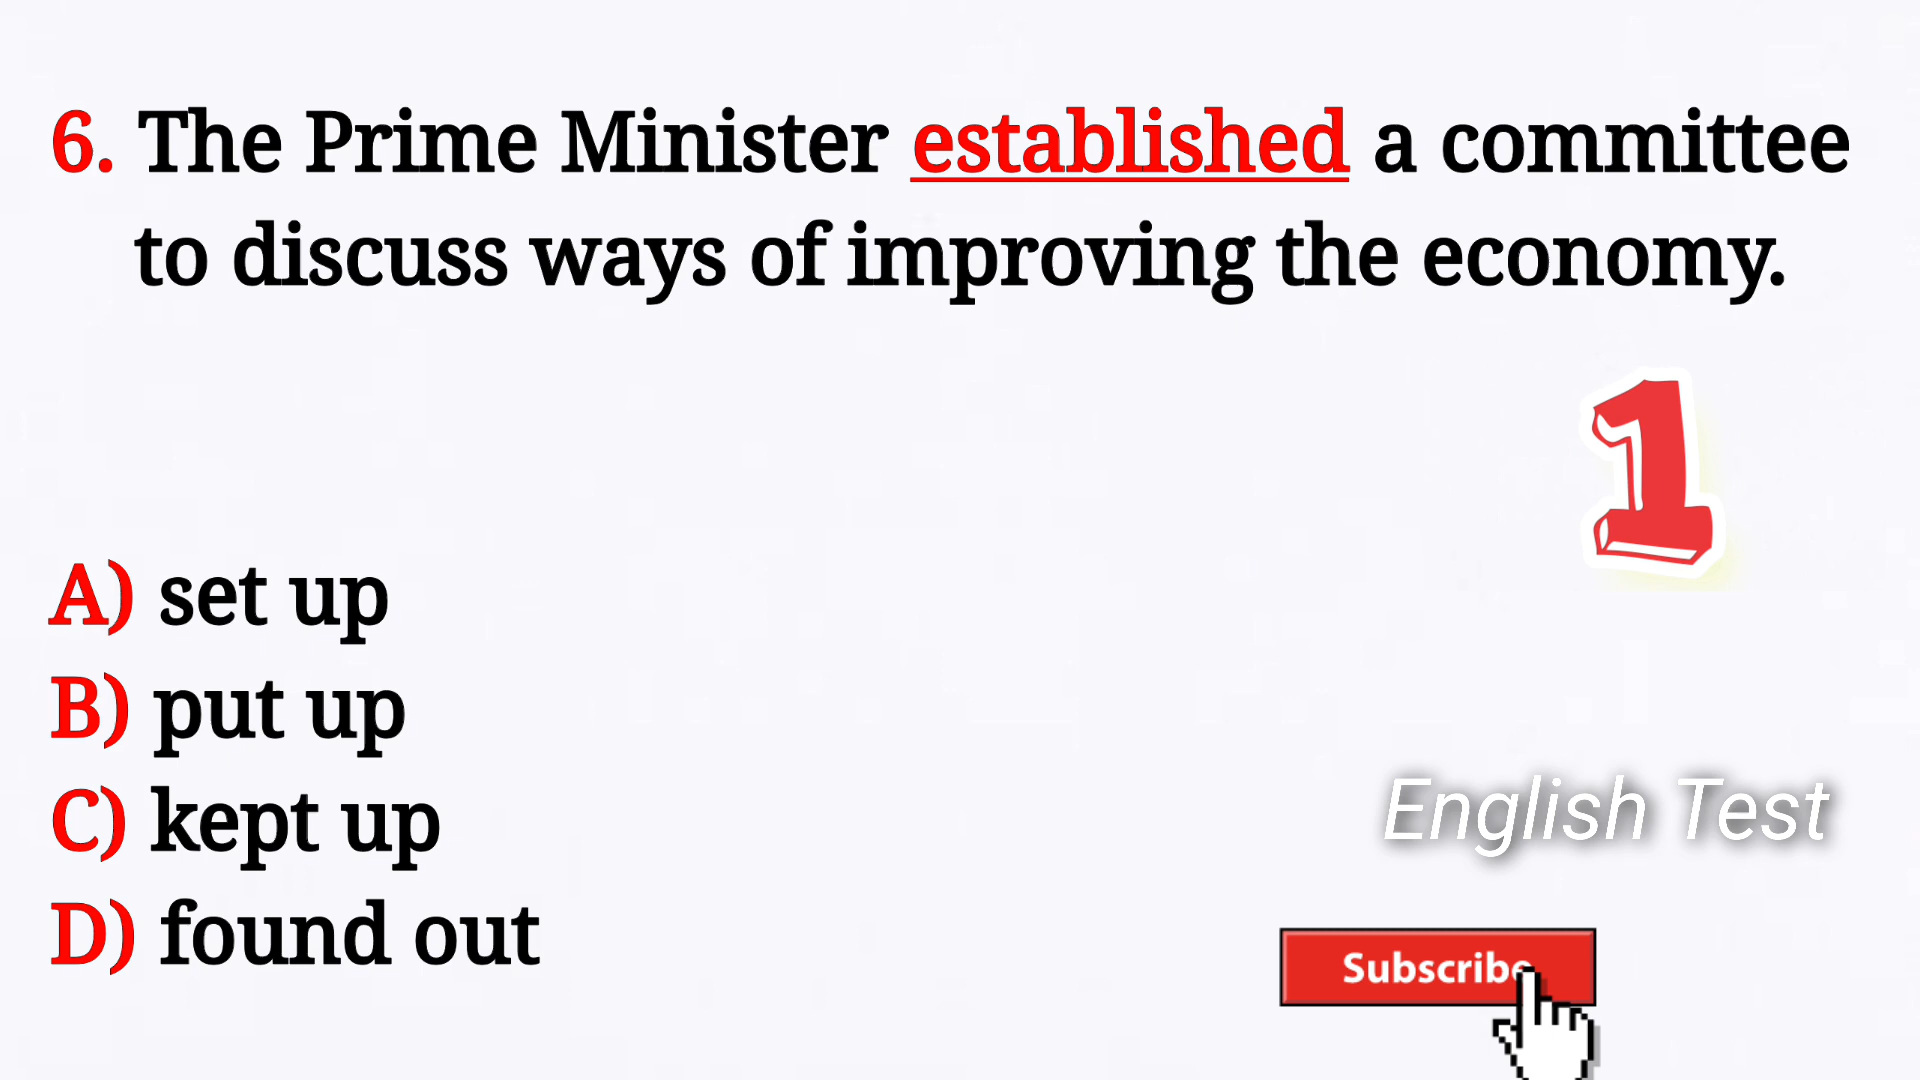 6. The Prime Minister established a committee
to discuss ways of improving the economy.
1
A) set up
B) put up
C) kept up
D) found out
English Test
Subscribe